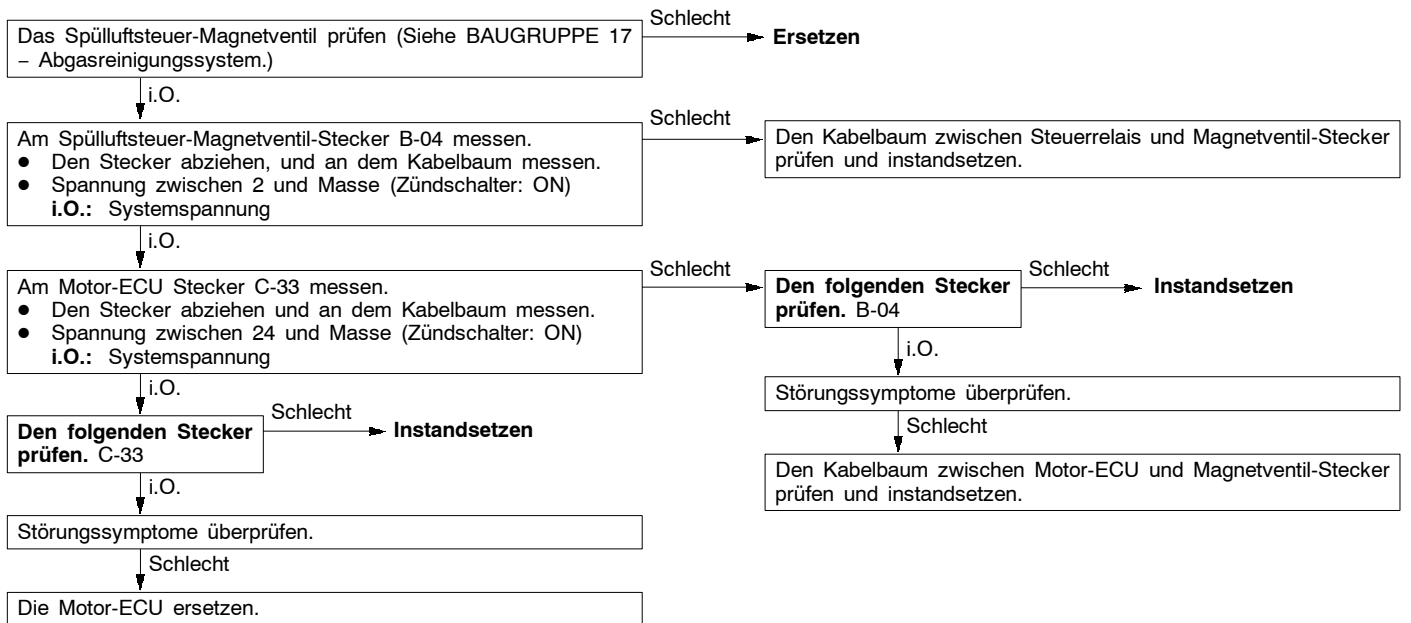 Das Spülluftsteuer-Magnetventil prüfen (Siehe BAUGRUPPE 17
– Abgasreinigungssystem.)
Schlecht
Ersetzen
i.O.
Am Spülluftsteuer-Magnetventil-Stecker B-04 messen.
● Den Stecker abziehen, und an dem Kabelbaum messen.
● Spannung zwischen 2 und Masse (Zündschalter: ON)
i.O.: Systemspannung
Schlecht
Den Kabelbaum zwischen Steuerrelais und Magnetventil-Stecker
prüfen und instandsetzen.
i.O.
Am Motor-ECU Stecker C-33 messen.
● Den Stecker abziehen und an dem Kabelbaum messen.
● Spannung zwischen 24 und Masse (Zündschalter: ON)
i.O.: Systemspannung
Schlecht
Den folgenden Stecker
prüfen. B-04
Schlecht
Instandsetzen
i.O.
Störungssymptome überprüfen.
Schlecht
Den Kabelbaum zwischen Motor-ECU und Magnetventil-Stecker
prüfen und instandsetzen.
i.O.
Den folgenden Stecker
prüfen. C-33
Schlecht
Instandsetzen
i.O.
Störungssymptome überprüfen.
Schlecht
Die Motor-ECU ersetzen.